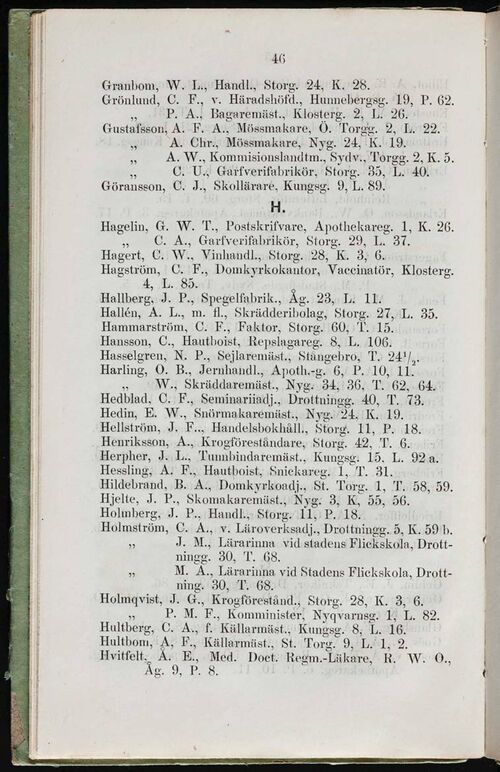 46
Granbom, W. L., Handl., Storg. 24, K. 28.
Grönlund, C. F., v. Häradshöfd., Hunnebergsg. 19, P. 62.
„ P. A., Bagaremäst., Klosterg. 2, L. 26.
Gustafsson, A. F. A., Mössmakare, Ö. Torgg. 2, L. 22.
„ A. Chr., Mössmakare, Nyg. 24, K. 19.
„ A. W., Kommisionslandtm., Sydv., Torgg. 2, K. 5.
„ C. U., Garfverifabrikör, Storg. 35, L. 40.
Göransson, C. J., Skollärare, Kungsg. 9, L. 89.
H.
Hagelin, G. W. T., Postskrifvare, Apothekareg. 1, K. 26.
„ C. A., Garfverifabrikör, Storg. 29, L. 37.
Hagert, C. W., Vinhandl., Storg. 28, K. 3, 6.
Hagström, C. F., Domkyrkokantor, Vaccinatör, Klosterg.
4, L. 85.
Hallberg, J. P., Spegelfabrik., Åg. 23, L. 11.
Hallén, A. L., m. fl., Skrädderibolag, Storg. 27, L. 35.
Hammarström, C. F., Faktor, Storg. 60, T. 15.
Hansson, C., Hautboist, Repslagareg. 8, L. 106.
Hasselgren, N. P., Sejlaremäst., Stångebro, T. 24¹/₂.
Harling, O. B., Jernhandl., Apoth.-g. 6, P. 10, 11.
„ W., Skräddaremäst., Nyg. 34, 36, T. 62, 64.
Hedblad, C. F., Seminariiadj., Drottningg. 40, T. 73.
Hedin, E. W., Snörmakaremäst., Nyg. 24, K. 19.
Hellström, J. F.., Handelsbokhåll., Storg. 11, P. 18.
Henriksson, A., Krogföreståndare, Storg. 42, T. 6.
Herpher, J. L., Tunnbindaremäst., Kungsg. 15, L. 92 a.
Hessling, A. F., Hautboist, Snickareg. 1, T. 31.
Hildebrand, B. A., Domkyrkoadj., St. Torg. 1, T. 58, 59.
Hjelte, J. P., Skomakaremäst., Nyg. 3, K, 55, 56.
Holmberg, J. P., Handl., Storg. 11, P. 18.
Holmström, C. A., v. Läroverksadj., Drottningg. 5, K. 59 b.
„ J. M., Lärarinna vid stadens Flickskola, Drott-
ningg. 30, T. 68.
„ M. A., Lärarinna vid Stadens Flickskola, Drott-
ning. 30, T. 68.
Holmqvist, J. G., Krogförestånd., Storg. 28, K. 3, 6.
„ P. M. F., Komminister, Nyqvarnsg. 1, L. 82.
Hultberg, C. A., f. Källarmäst., Kungsg. 8, L. 16.
Hultbom, A, F., Källarmäst., St. Torg. 9, L. 1, 2.
Hvitfelt, A. E., Med. Doct. Regm.-Läkare, R. W. O.,
Åg. 9, P. 8.